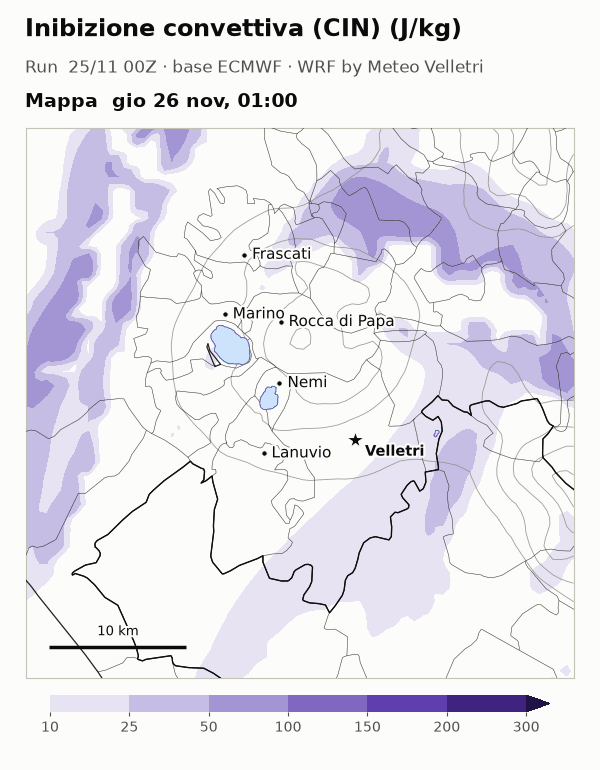 Inibizione convettiva (CIN) (J/kg)
Run  25/11 00Z · base ECMWF · WRF by Meteo Velletri
Mappa  gio 26 nov, 01:00
Frascati
Marino
Rocca di Papa
Nemi
Velletri
Lanuvio
10 km
10 25 50 100 150 200 300